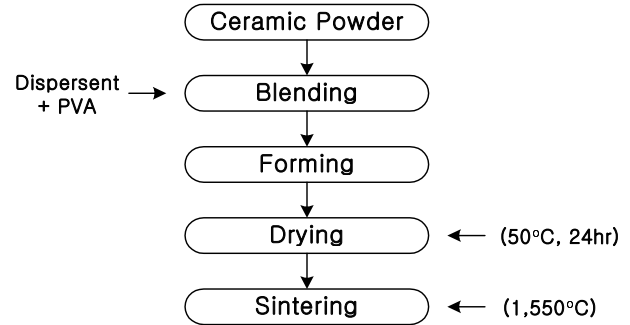 Ceramic Powder
Dispersent
+ PVA
Blending
Forming
Drying
(50°C, 24hr)
Sintering
(1,550°C)